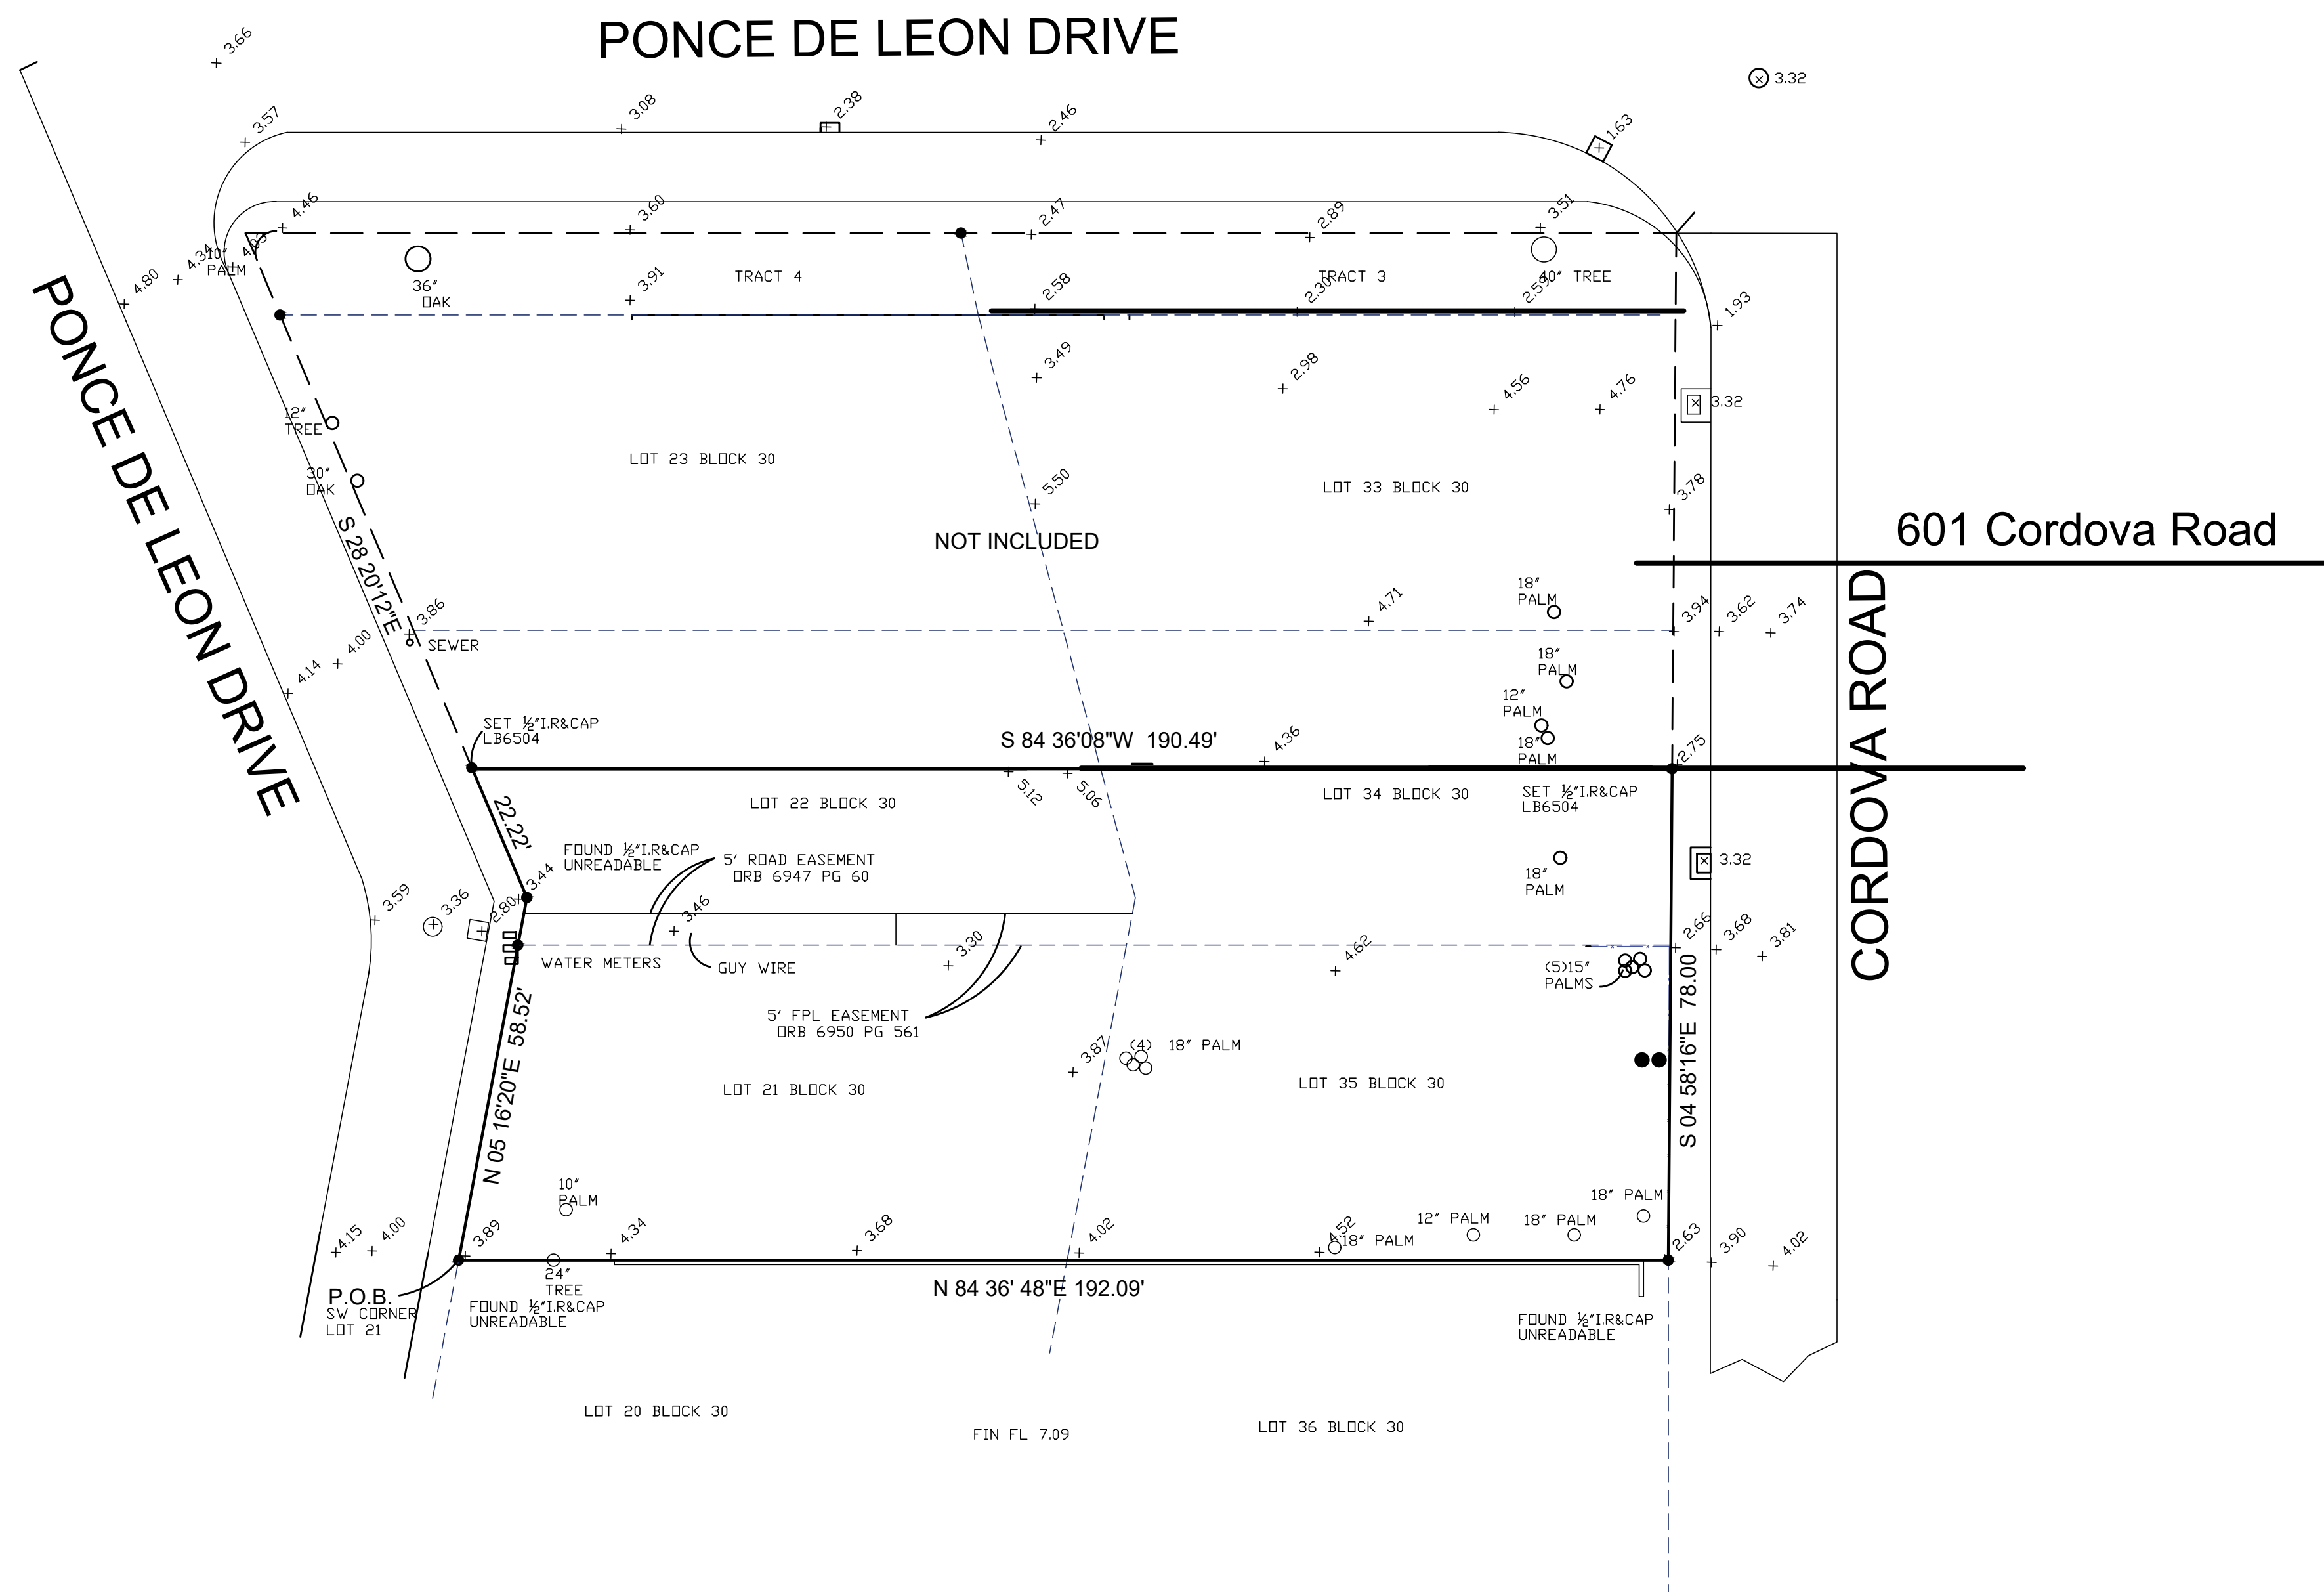 PONCE DE LEON DRIVE
3.66
3.32
3.57
3.08
2.38
2.46
1.63
4.46
3.60
2.47
2.89
3.51
4.80
4.34
10″
PALM
4.03
36″
OAK
3.91
TRACT 4
2.58
2.30
TRACT 3
2.59
40″ TREE
1.93
PONCE DE LEON DRIVE
3.49
2.98
4.56
4.76
3.32
12″
TREE
LOT 23 BLOCK 30
30″
OAK
5.50
LOT 33 BLOCK 30
3.78
S 28 20'12"E
NOT INCLUDED
601 Cordova Road
CORDOVA ROAD
4.14
4.00
3.86
SEWER
4.71
18″
PALM
3.94
3.62
3.74
18″
PALM
12″
PALM
18″
PALM
SET ½″I.R&CAP
LB6504
S 84 36'08"W 190.49'
4.36
2.75
22.22'
LOT 22 BLOCK 30
5.12
5.06
LOT 34 BLOCK 30
SET ½″I.R&CAP
LB6504
FOUND ½″I.R&CAP
UNREADABLE
5′ ROAD EASEMENT
ORB 6947 PG 60
18″
PALM
3.32
3.59
3.36
2.80
3.44
3.46
3.30
4.62
2.66
3.68
3.81
WATER METERS
GUY WIRE
(5)15″
PALMS
5′ FPL EASEMENT
ORB 6950 PG 561
N 05 16'20"E 58.52'
3.87
(4) 18″ PALM
S 04 58'16"E 78.00
LOT 21 BLOCK 30
LOT 35 BLOCK 30
10″
PALM
18″ PALM
4.15
4.00
3.89
4.34
3.68
4.02
4.52
18″ PALM
12″ PALM
18″ PALM
2.63
3.90
4.02
24″
TREE
N 84 36' 48"E 192.09'
P.O.B.
SW CORNER
LOT 21
FOUND ½″I.R&CAP
UNREADABLE
FOUND ½″I.R&CAP
UNREADABLE
LOT 20 BLOCK 30
FIN FL 7.09
LOT 36 BLOCK 30